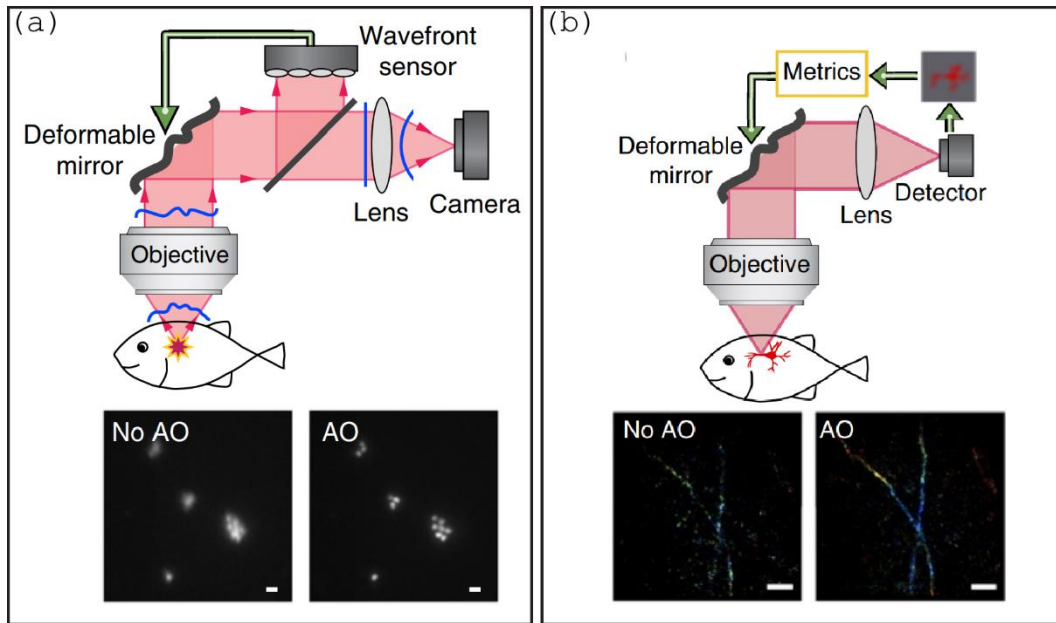 (a)
Wavefront
sensor
Deformable
mirror
Lens
Camera
Objective
No AO
AO
(b)
Metrics
Deformable
mirror
Lens
Detector
Objective
No AO
AO